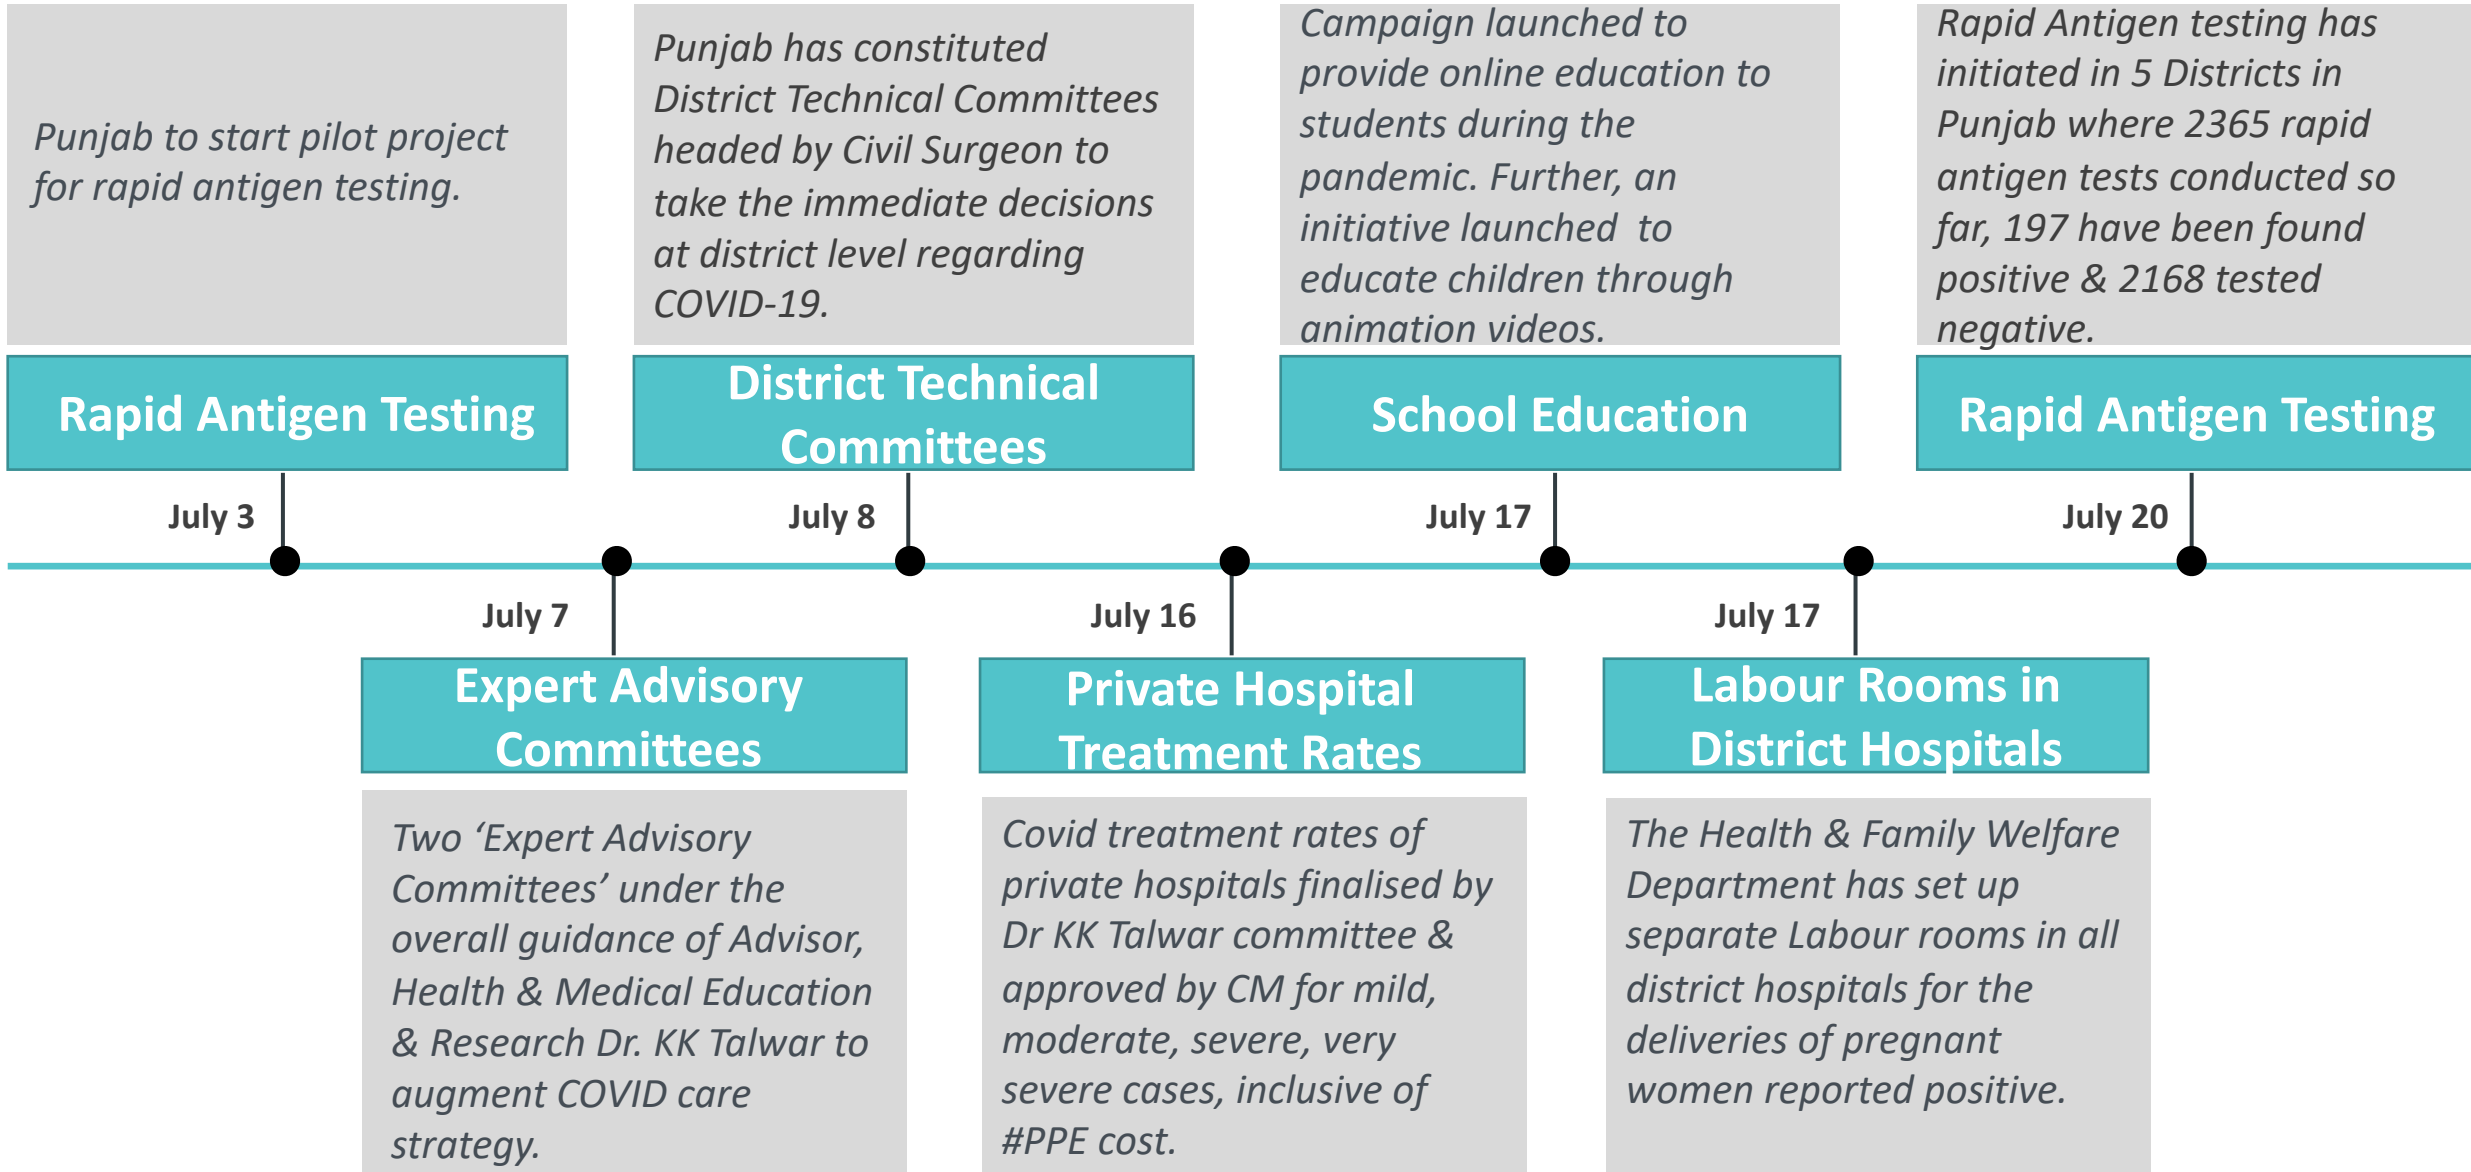 Punjab to start pilot project
for rapid antigen testing.
Rapid Antigen Testing
July 3
Two ‘Expert Advisory
Committees’ under the
overall guidance of Advisor,
Health & Medical Education
& Research Dr. KK Talwar to
augment COVID care
strategy.
Expert Advisory
Committees
July 7
Punjab has constituted
District Technical Committees
headed by Civil Surgeon to
take the immediate decisions
at district level regarding
COVID-19.
District Technical
Committees
July 8
July 16
Private Hospital
Treatment Rates
Covid treatment rates of
private hospitals finalised by
Dr KK Talwar committee &
approved by CM for mild,
moderate, severe, very
severe cases, inclusive of
#PPE cost.
Campaign launched to
provide online education to
students during the
pandemic. Further, an
initiative launched  to
educate children through
animation videos.
School Education
July 17
July 17
Labour Rooms in
District Hospitals
The Health & Family Welfare
Department has set up
separate Labour rooms in all
district hospitals for the
deliveries of pregnant
women reported positive.
Rapid Antigen testing has
initiated in 5 Districts in
Punjab where 2365 rapid
antigen tests conducted so
far, 197 have been found
positive & 2168 tested
negative.
Rapid Antigen Testing
July 20